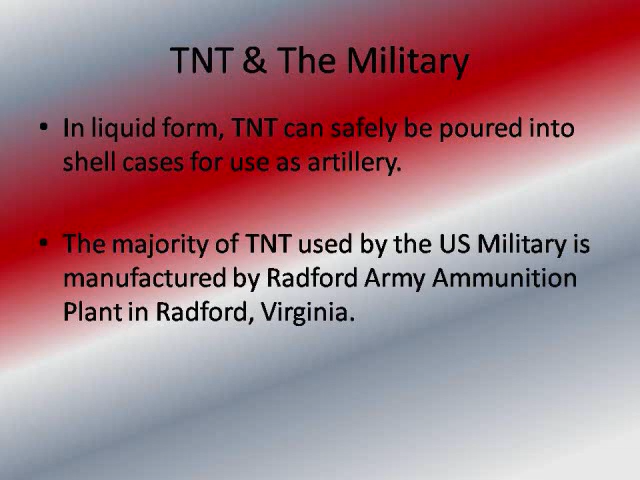 TNT & The Military
• In liquid form, TNT can safely be poured into
shell cases for use as artillery.
• The majority of TNT used by the US Military is
manufactured by Radford Army Ammunition
Plant in Radford, Virginia.